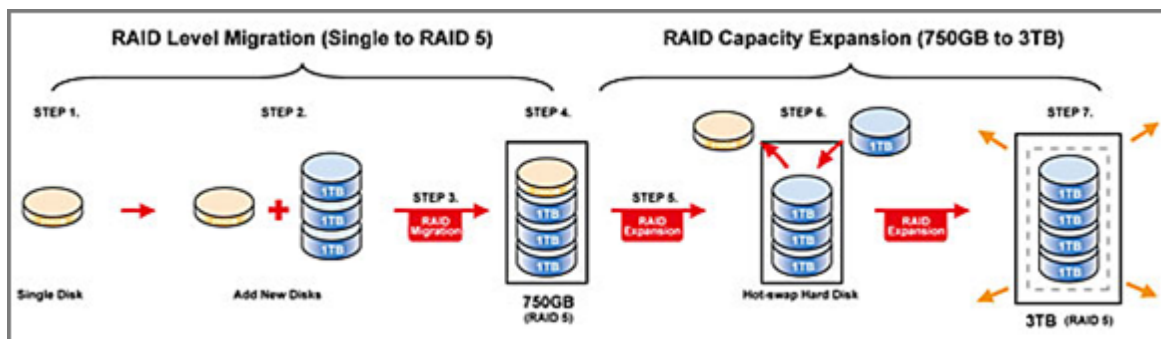 RAID Level Migration (Single to RAID 5)
RAID Capacity Expansion (750GB to 3TB)
STEP 1.
STEP 2.
STEP 4.
STEP 6.
STEP 7.
1TB
1TB
1TB
1TB
STEP 3.
RAID
Migration
1TB
1TB
1TB
STEP 5.
RAID
Expansion
1TB
1TB
1TB
RAID
Expansion
1TB
1TB
1TB
1TB
Single Disk
Add New Disks
750GB
(RAID 5)
Hot-swap Hard Disk
3TB (RAID 5)